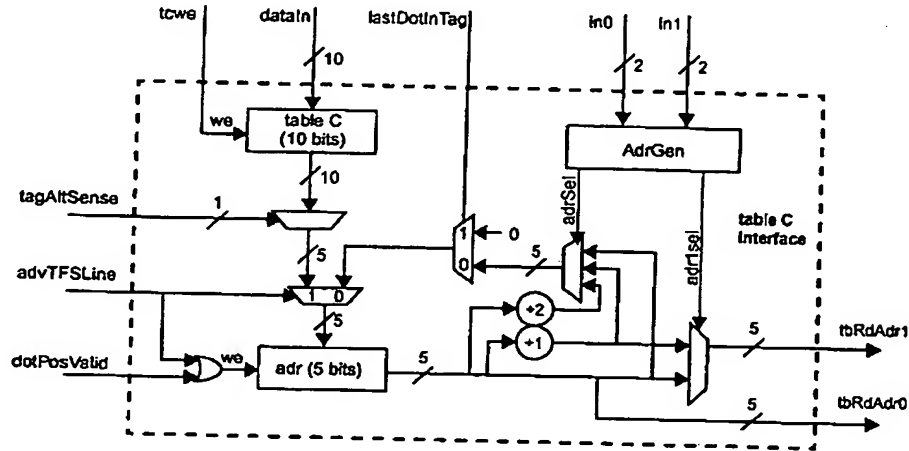 tcwe dataIn lastDotInTag In0 In1
10 2 2
we table C
(10 bits)
AdrGen
10
tagAltSense 1
adrSel
adr1sel
table C
Interface
1 0
5 5 0
advTFSLine
1 0
5
+2
+1
5 tbRdAdr1
dotPosValid we adr (5 bits) 5
5 tbRdAdr0